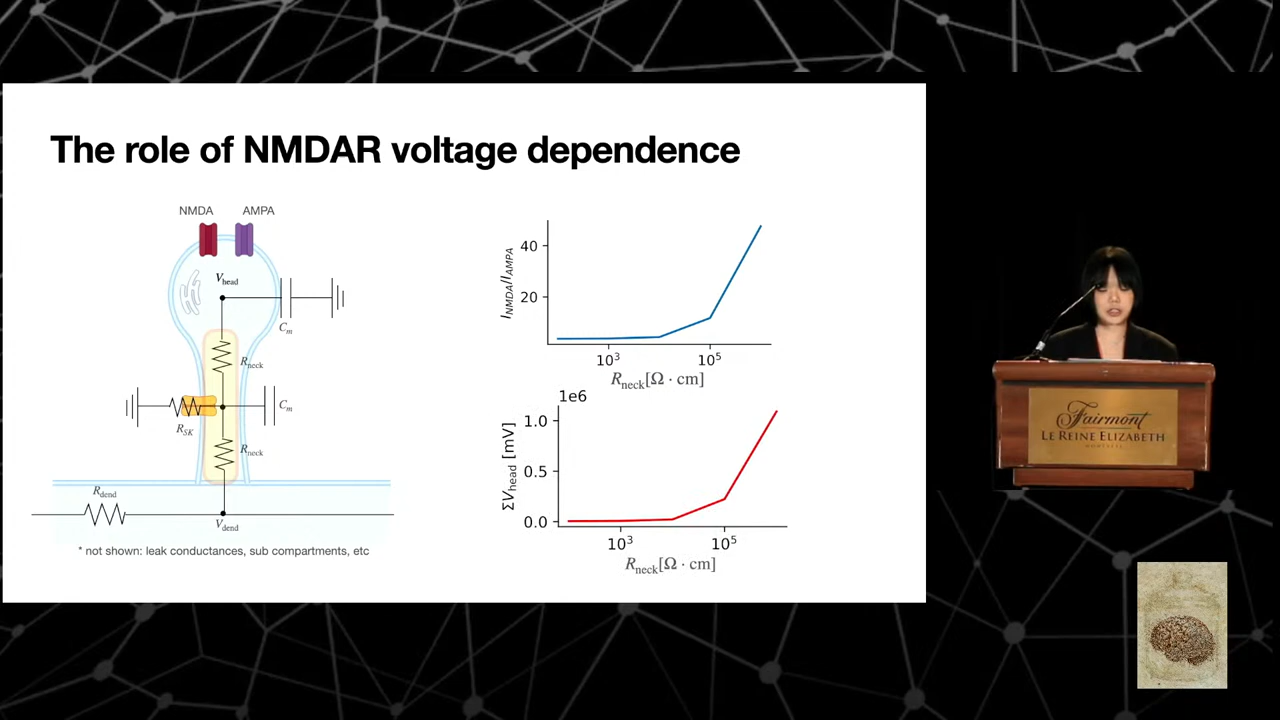 The role of NMDAR voltage dependence
NMDA AMPA
V_head
C_m
R_neck
C_m
R_SK
R_neck
R_dend
V_dend
* not shown: leak conductances, sub compartments, etc
I_NMDA/I_AMPA
40
20
10^3 10^5
R_neck[Ω · cm]
1e6
ΣV_head [mV]
1.0
0.5
0.0
10^3 10^5
R_neck[Ω · cm]
Fairmont
LE REINE ELIZABETH
MONTRÉAL